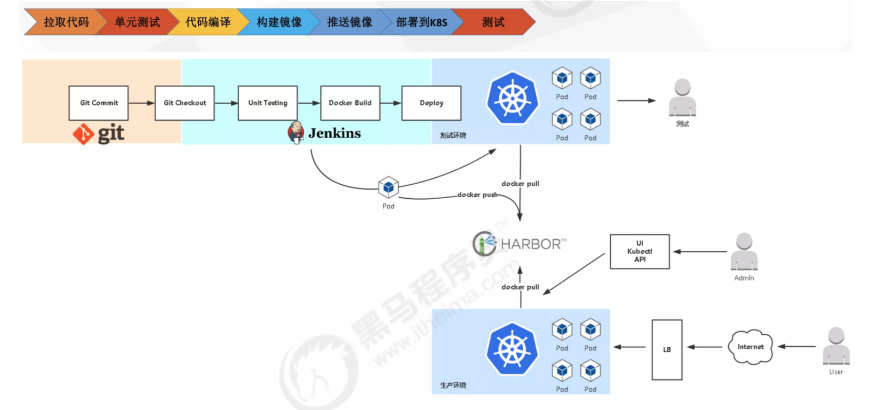 拉取代码
单元测试
代码编译
构建镜像
推送镜像
部署到K8S
测试
Git Commit
Git Checkout
Unit Testing
Docker Build
Deploy
git
Jenkins
测试环境
Pod
Pod
Pod
Pod
测试
Pod
docker push
docker pull
HARBOR™
UI
Kubectl
API
Admin
docker pull
生产环境
Pod
Pod
Pod
Pod
LB
Internet
User
黑马程序员
www.itheima.com